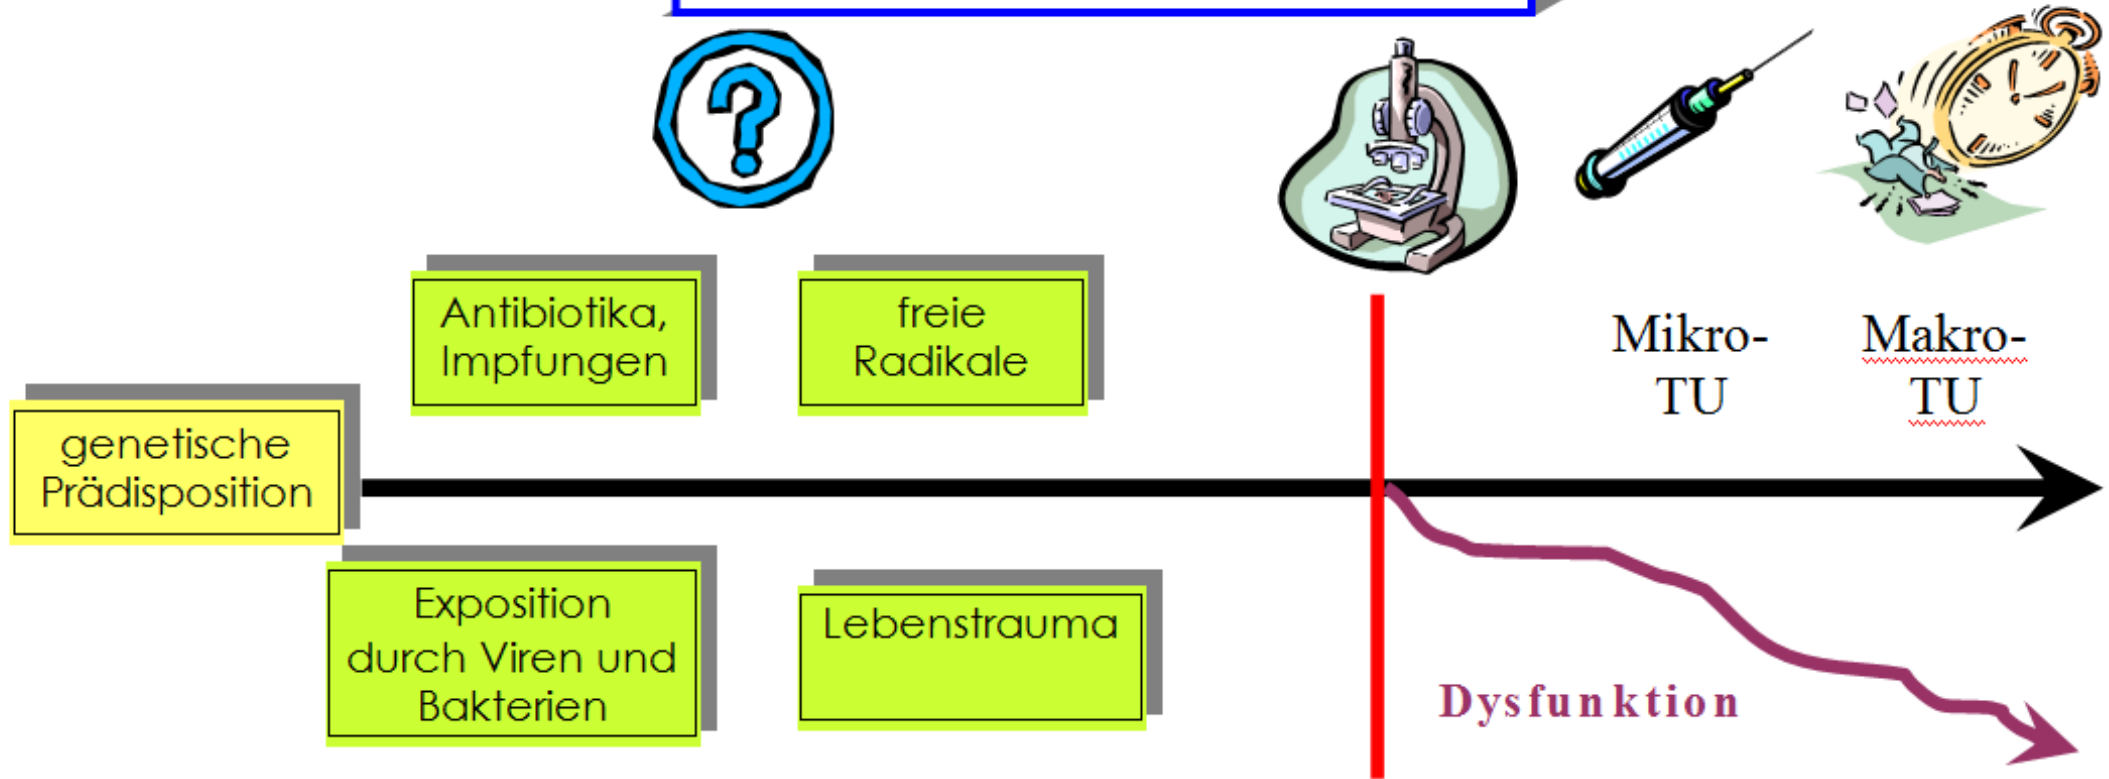 Antibiotika,
Impfungen
freie
Radikale
Mikro-
TU
Makro-
TU
genetische
Prädisposition
Exposition
durch Viren und
Bakterien
Lebenstrauma
Dysfunktion